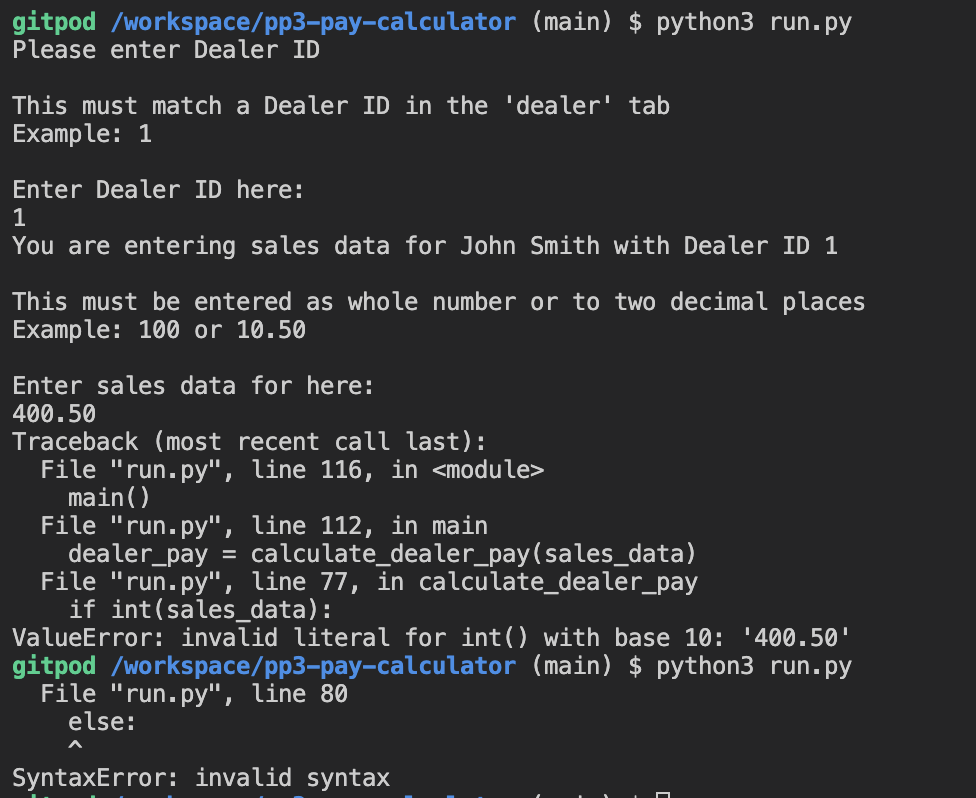 gitpod /workspace/pp3-pay-calculator (main) $ python3 run.py
Please enter Dealer ID
This must match a Dealer ID in the 'dealer' tab
Example: 1
Enter Dealer ID here:
1
You are entering sales data for John Smith with Dealer ID 1
This must be entered as whole number or to two decimal places
Example: 100 or 10.50
Enter sales data for here:
400.50
Traceback (most recent call last):
  File "run.py", line 116, in <module>
    main()
  File "run.py", line 112, in main
    dealer_pay = calculate_dealer_pay(sales_data)
  File "run.py", line 77, in calculate_dealer_pay
    if int(sales_data):
ValueError: invalid literal for int() with base 10: '400.50'
gitpod /workspace/pp3-pay-calculator (main) $ python3 run.py
  File "run.py", line 80
    else:
    ^
SyntaxError: invalid syntax